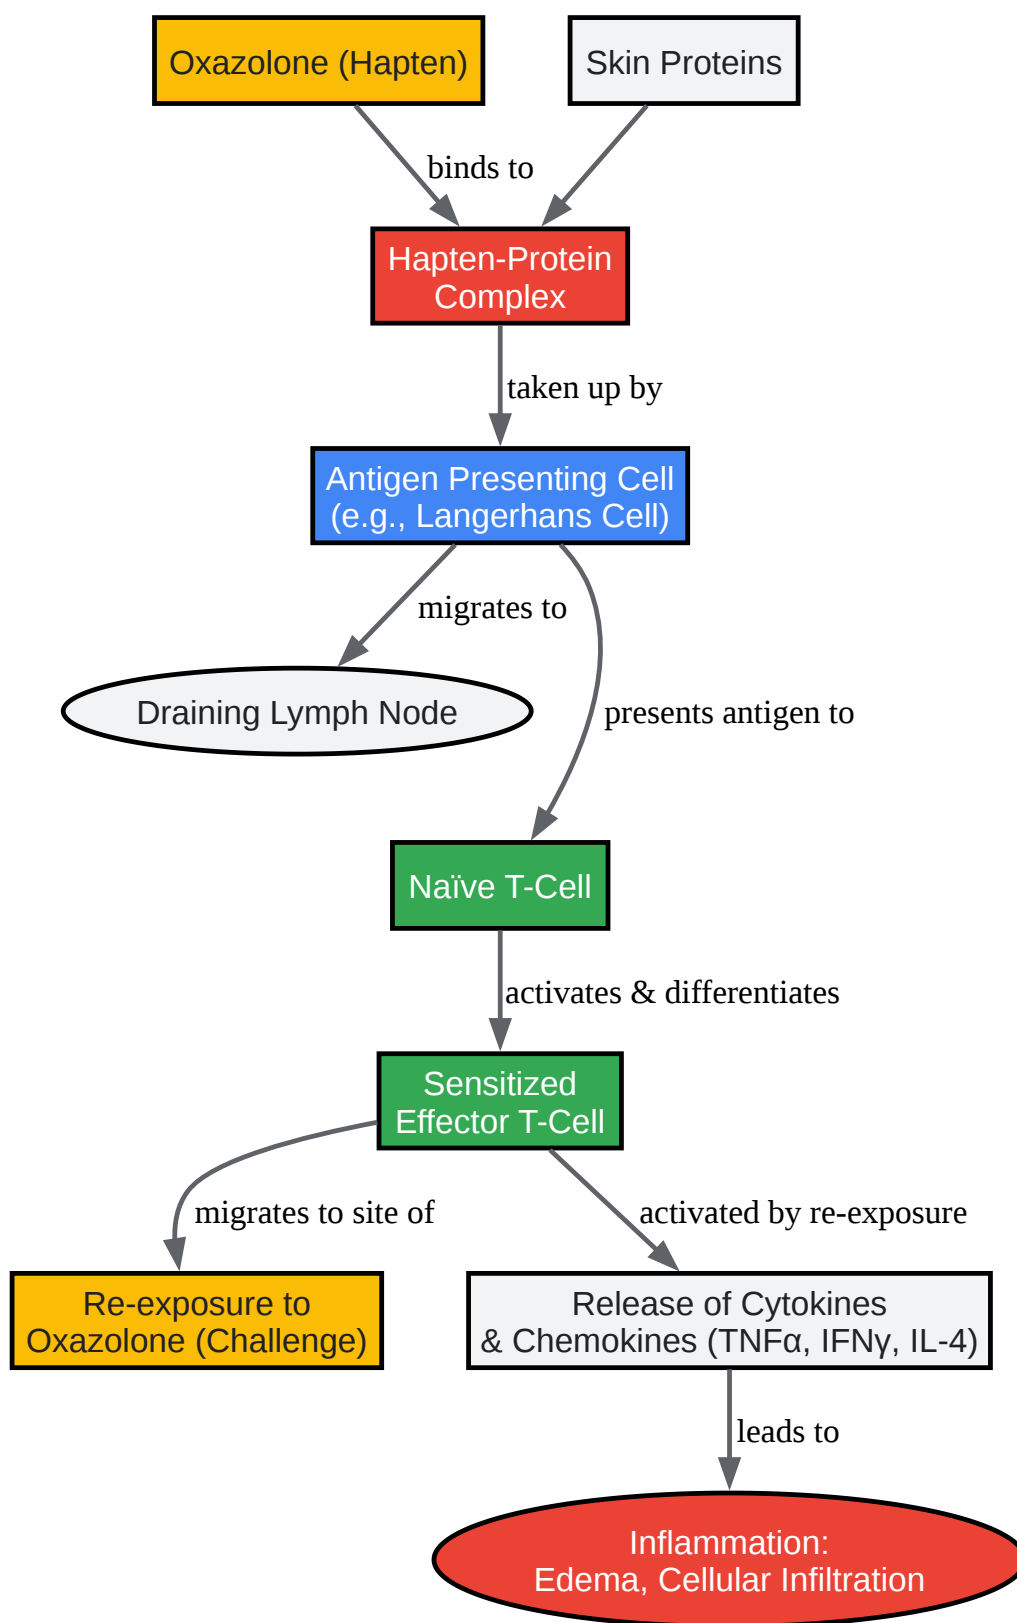 Oxazolone (Hapten)
Skin Proteins
binds to
Hapten-Protein
Complex
taken up by
Antigen Presenting Cell
(e.g., Langerhans Cell)
migrates to
Draining Lymph Node
presents antigen to
Naïve T-Cell
activates & differentiates
Sensitized
Effector T-Cell
migrates to site of
activated by re-exposure
Re-exposure to
Oxazolone (Challenge)
Release of Cytokines
& Chemokines (TNFα, IFNγ, IL-4)
leads to
Inflammation:
Edema, Cellular Infiltration